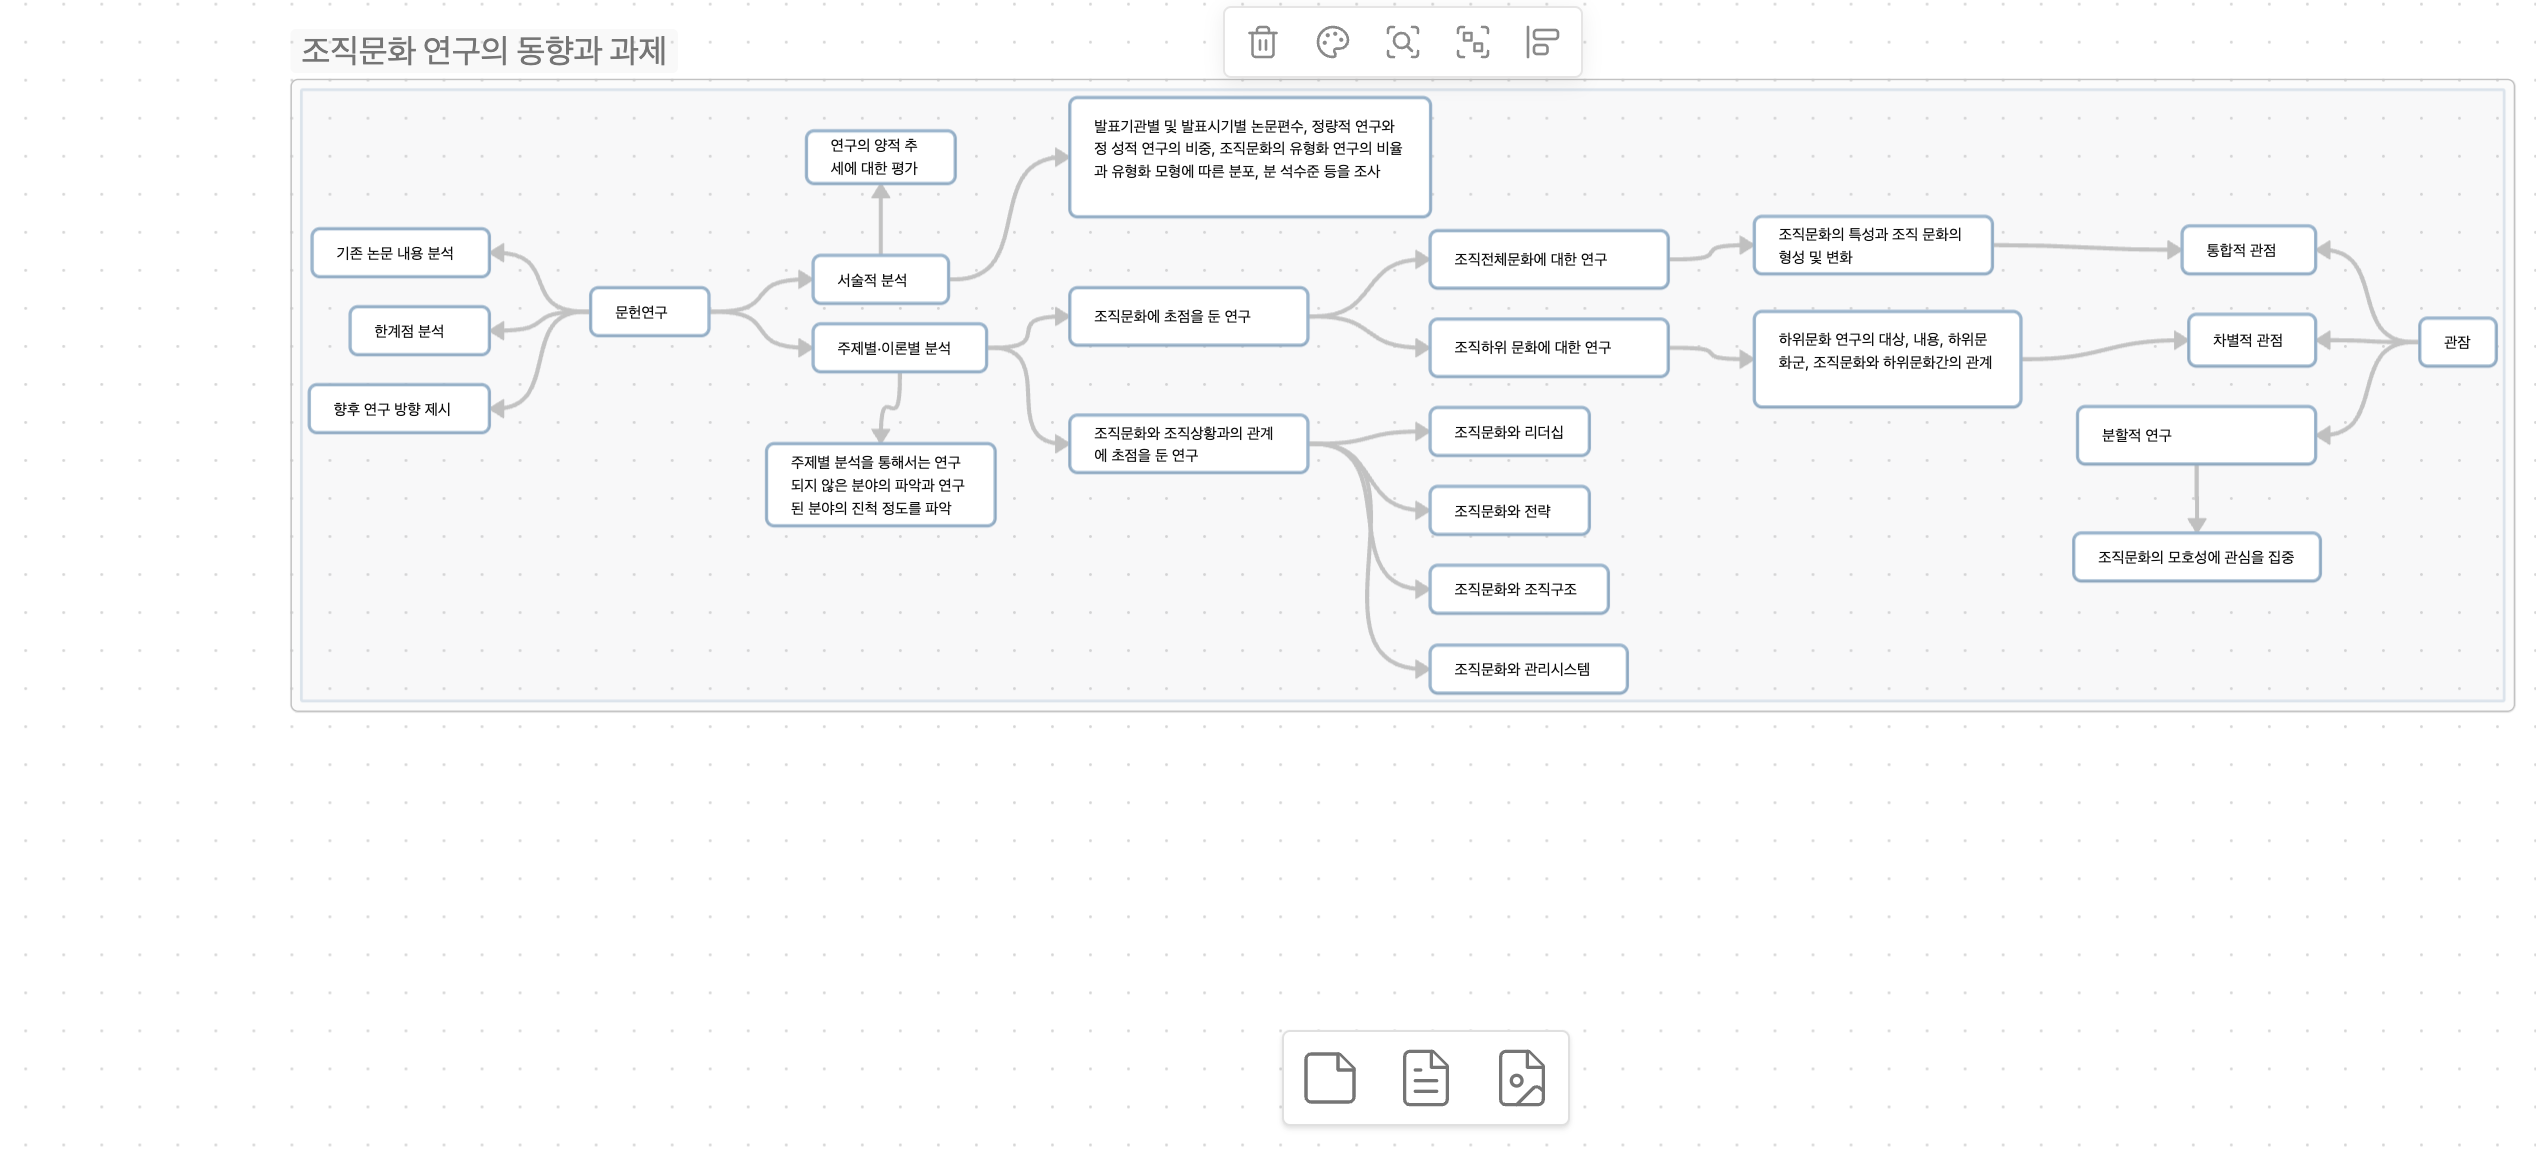 조직문화 연구의 동향과 과제
기존 논문 내용 분석
한계점 분석
향후 연구 방향 제시
문헌연구
연구의 양적 추
세에 대한 평가
서술적 분석
주제별·이론별 분석
주제별 분석을 통해서는 연구
되지 않은 분야의 파악과 연구
된 분야의 진척 정도를 파악
발표기관별 및 발표시기별 논문편수, 정량적 연구와
정 성적 연구의 비중, 조직문화의 유형화 연구의 비율
과 유형화 모형에 따른 분포, 분 석수준 등을 조사
조직문화에 초점을 둔 연구
조직문화와 조직상황과의 관계
에 초점을 둔 연구
조직전체문화에 대한 연구
조직하위 문화에 대한 연구
조직문화와 리더십
조직문화와 전략
조직문화와 조직구조
조직문화와 관리시스템
조직문화의 특성과 조직 문화의
형성 및 변화
하위문화 연구의 대상, 내용, 하위문
화군, 조직문화와 하위문화간의 관계
통합적 관점
차별적 관점
분할적 연구
조직문화의 모호성에 관심을 집중
관잠